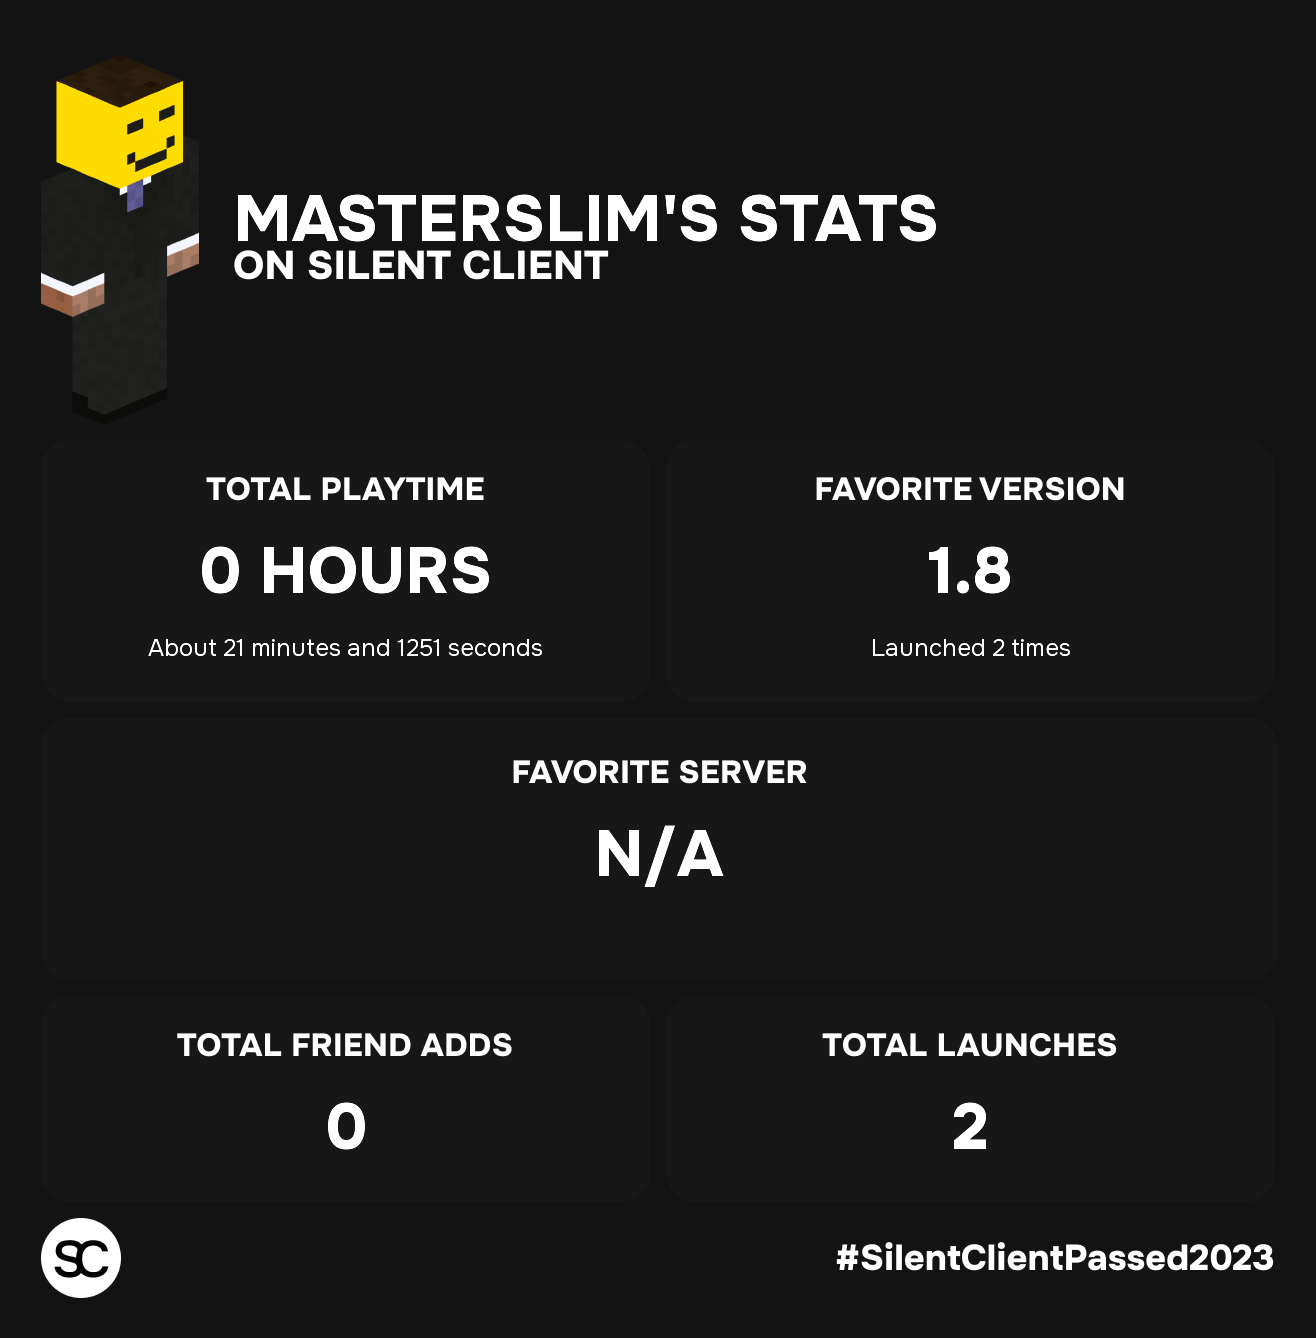 MASTERSLIM'S STATS
ON SILENT CLIENT
TOTAL PLAYTIME
0 HOURS
About 21 minutes and 1251 seconds
FAVORITE VERSION
1.8
Launched 2 times
FAVORITE SERVER
N/A
TOTAL FRIEND ADDS
0
TOTAL LAUNCHES
2
SC
#SilentClientPassed2023